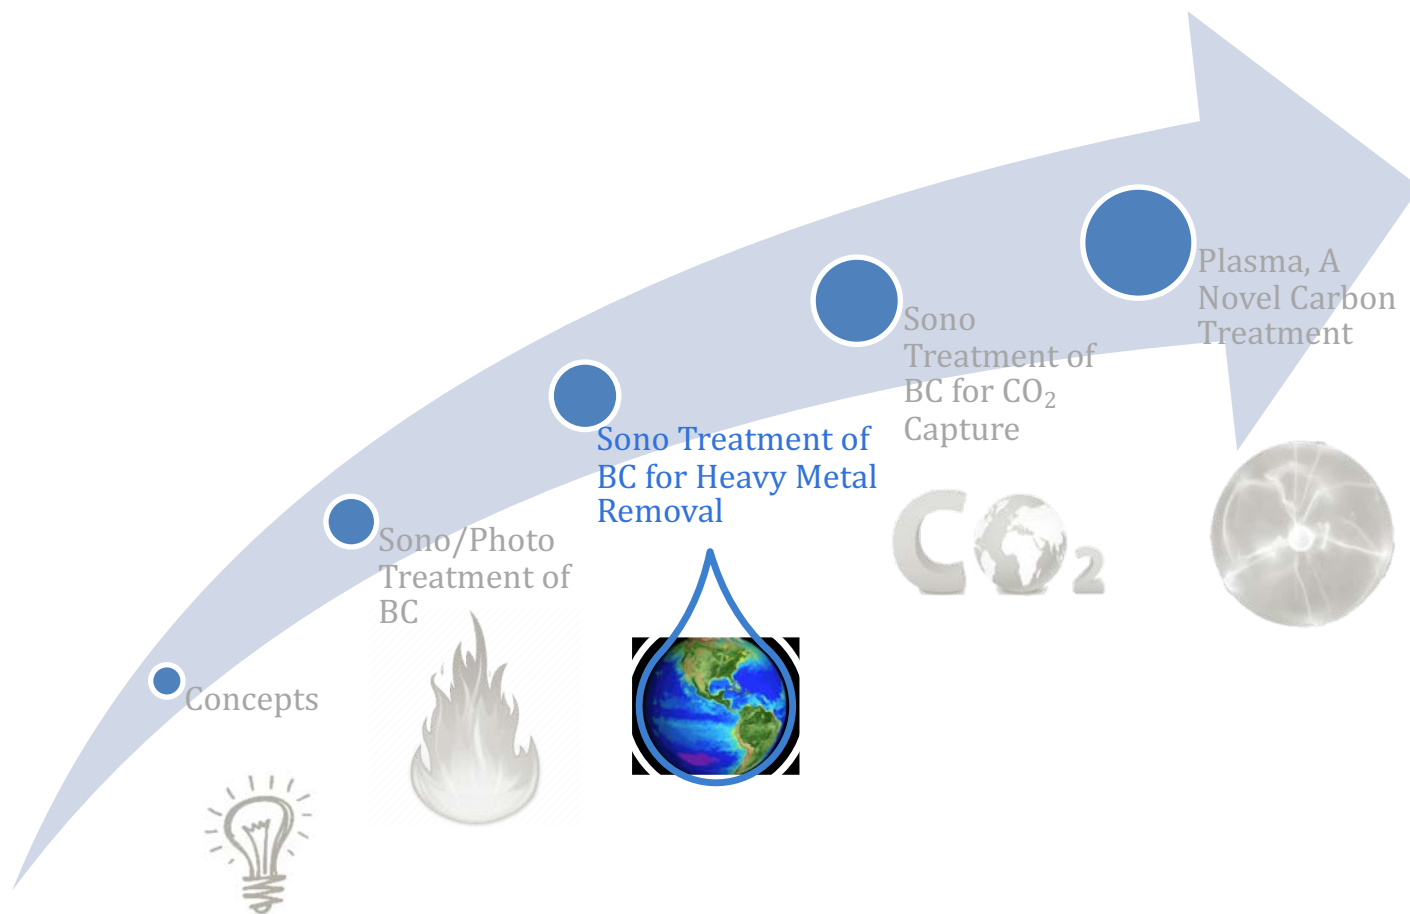 Concepts
Sono/Photo
Treatment of
BC
Sono Treatment of
BC for Heavy Metal
Removal
Sono
Treatment of
BC for CO₂
Capture
Plasma, A
Novel Carbon
Treatment
CO₂